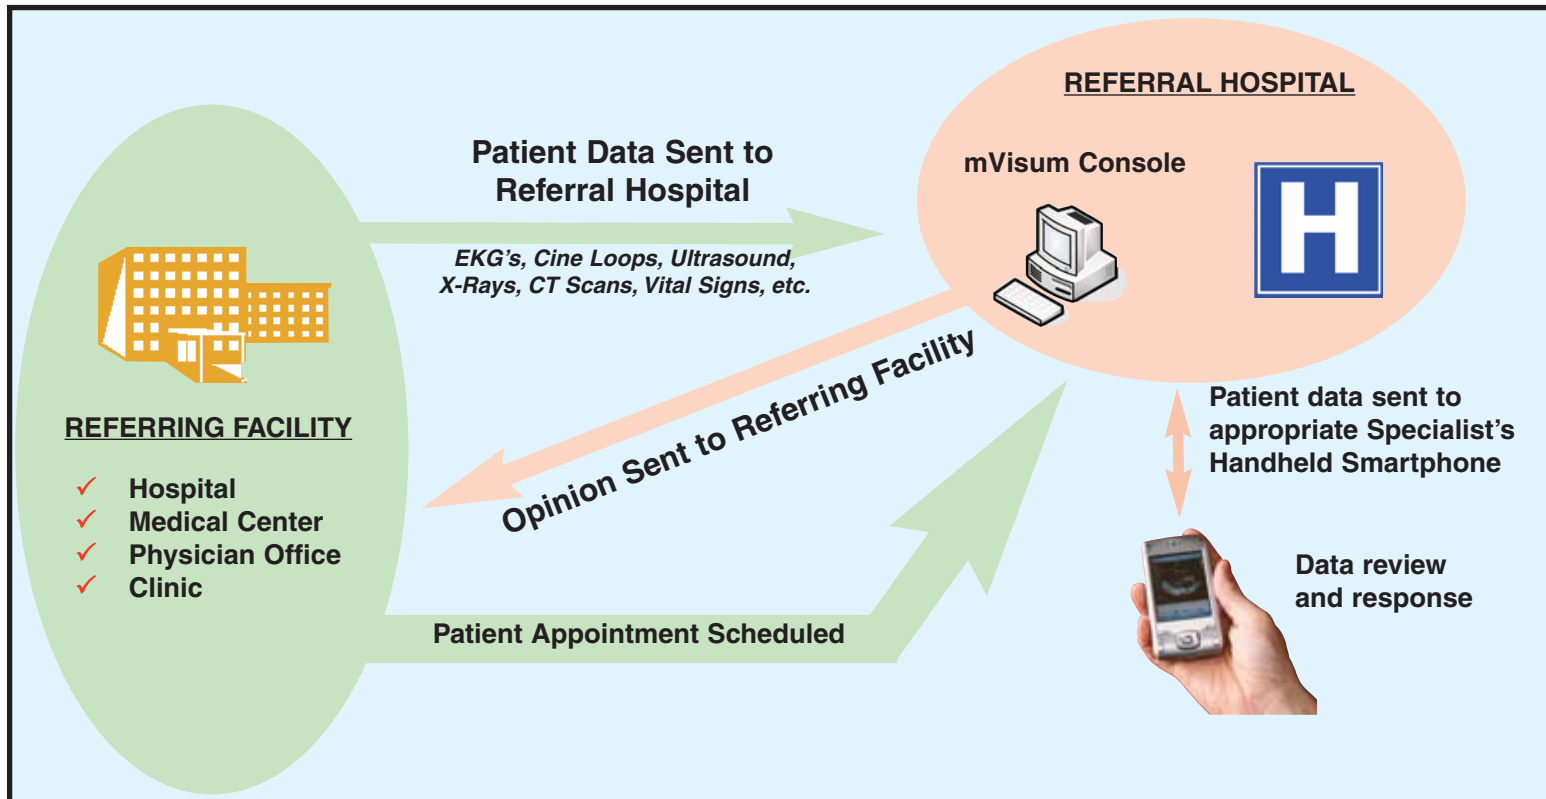 REFERRAL HOSPITAL
mVisum Console
H
Patient Data Sent to
Referral Hospital
EKG's, Cine Loops, Ultrasound,
X-Rays, CT Scans, Vital Signs, etc.
REFERRING FACILITY
✓ Hospital
✓ Medical Center
✓ Physician Office
✓ Clinic
Opinion Sent to Referring Facility
Patient Appointment Scheduled
Patient data sent to
appropriate Specialist's
Handheld Smartphone
Data review
and response